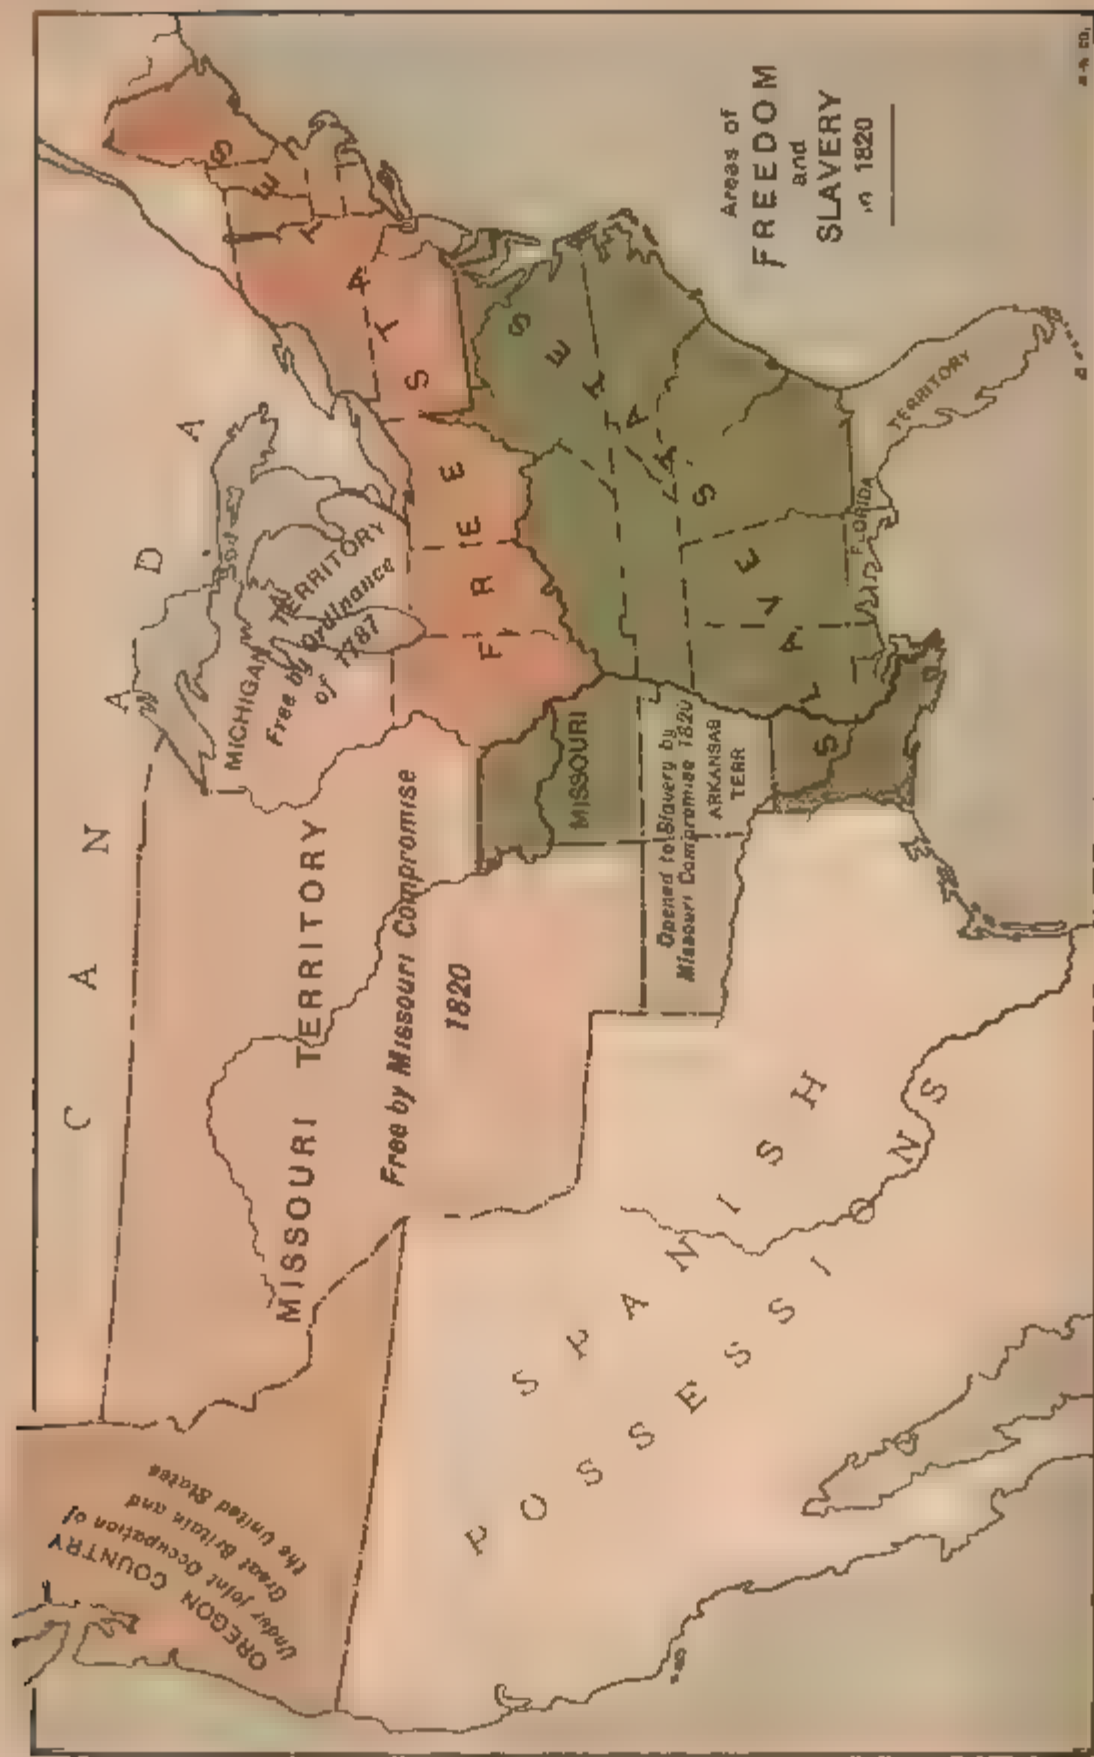 Areas of
FREEDOM
and
SLAVERY
in 1820
CANADA
OREGON COUNTRY
Under Joint Occupation of
Great Britain and
the United States
MISSOURI TERRITORY
Free by Missouri Compromise
1820
MICHIGAN TERRITORY
Free by Ordinance
of 1787
FREE STATES
MISSOURI
Opened to Slavery by
Missouri Compromise 1820
ARKANSAS
TERR
SLAVE STATES
FLORIDA TERRITORY
SPANISH
POSSESSIONS